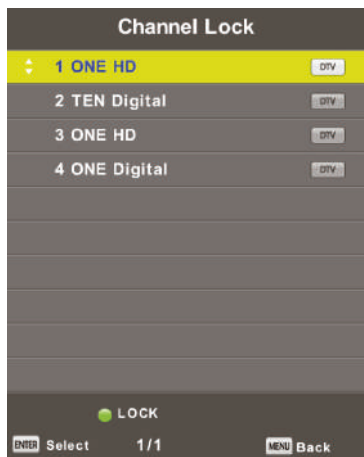 Channel Lock
1 ONE HD DTV
2 TEN Digital DTV
3 ONE HD DTV
4 ONE Digital DTV
LOCK
ENTER Select 1/1 MENU Back